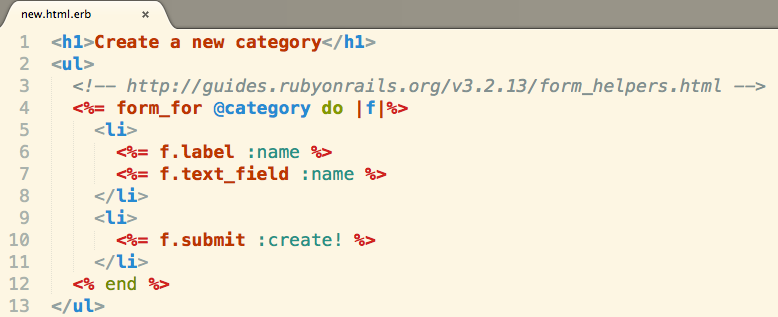 new.html.erb ×
1 <h1>Create a new category</h1>
2 <ul>
3   <!-- http://guides.rubyonrails.org/v3.2.13/form_helpers.html -->
4   <%= form_for @category do |f|%>
5     <li>
6       <%= f.label :name %>
7       <%= f.text_field :name %>
8     </li>
9     <li>
10       <%= f.submit :create! %>
11     </li>
12   <% end %>
13 </ul>